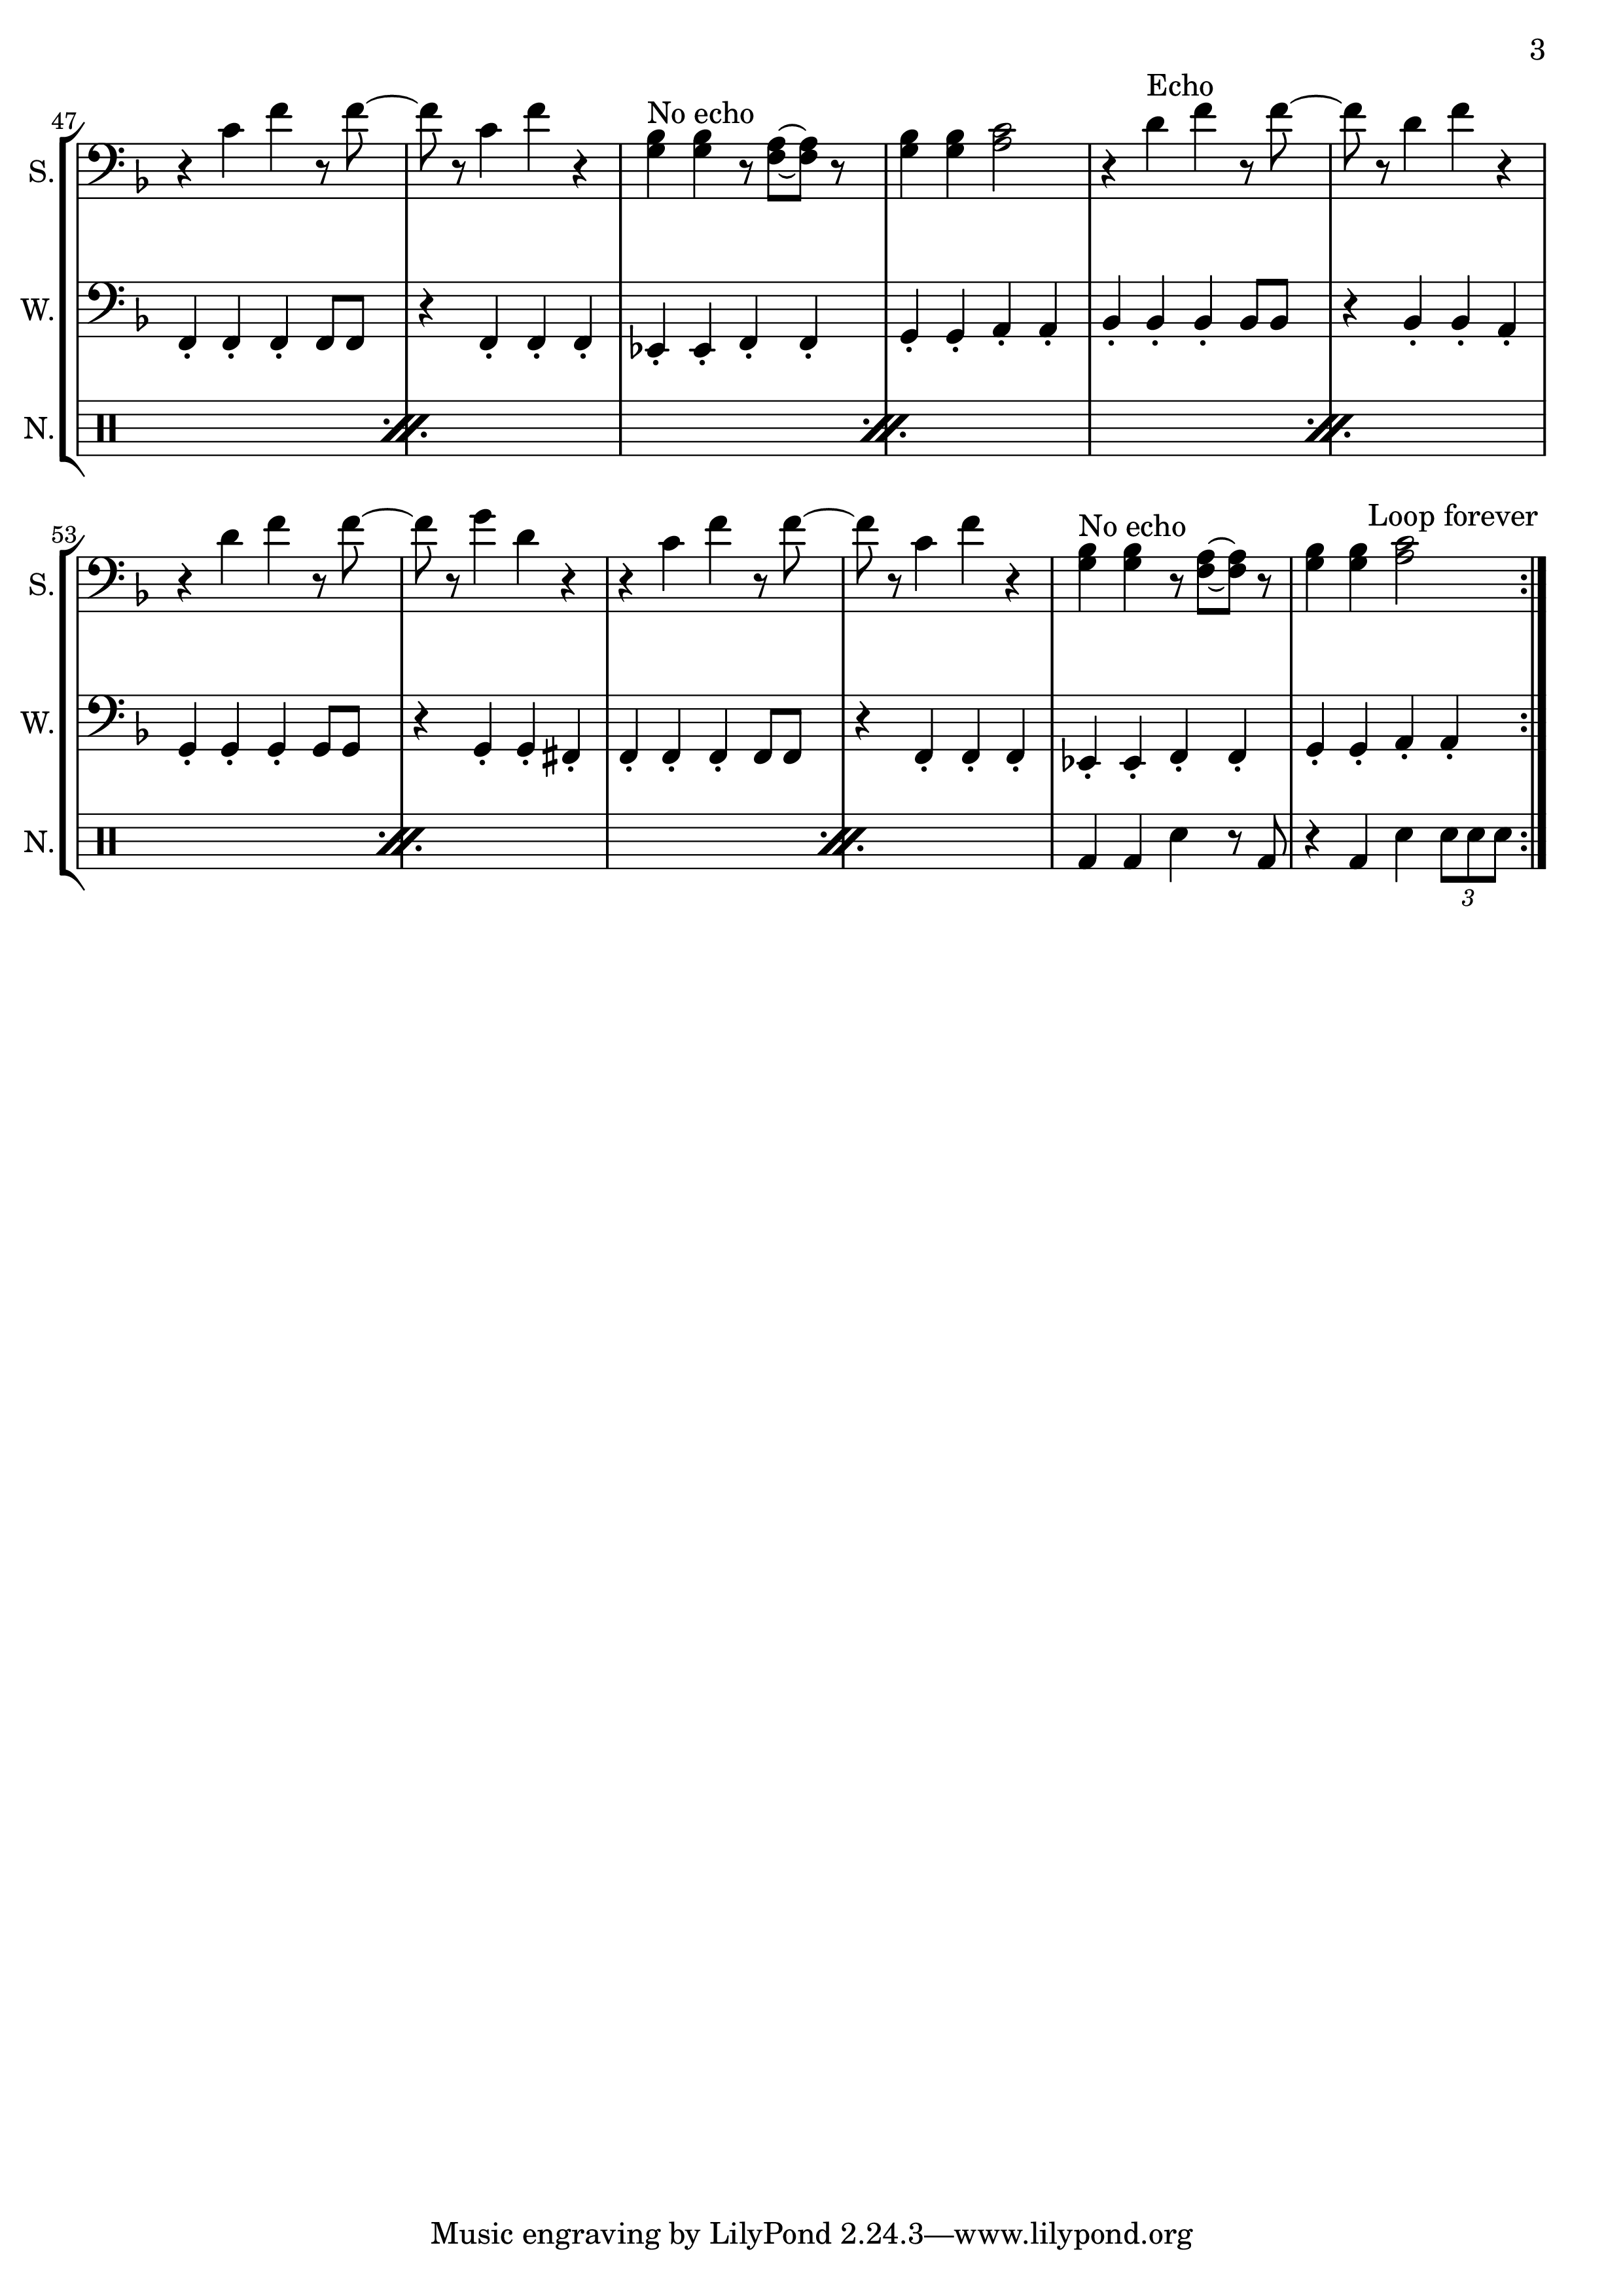 3
Echo
47
No echo
S.
W.
N.
53
No echo
Loop forever
S.
W.
N.
3
Music engraving by LilyPond 2.24.3—www.lilypond.org